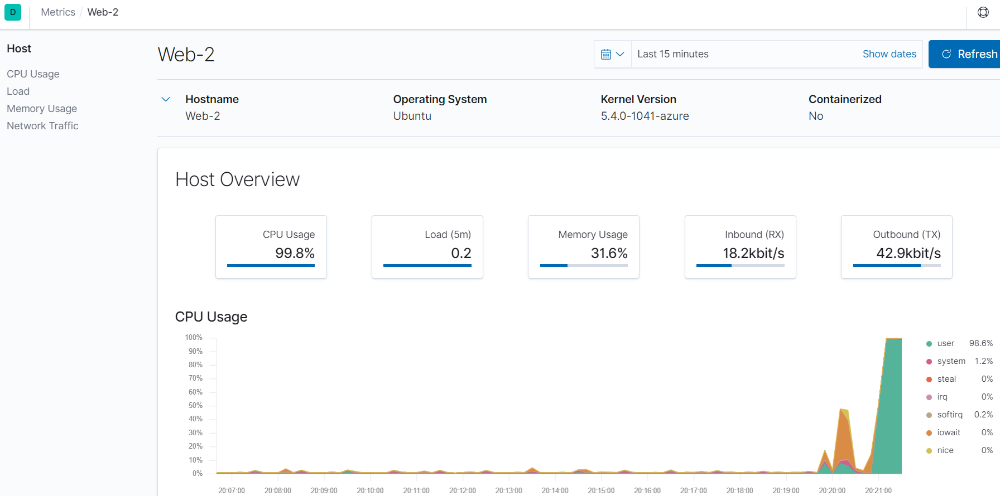 D
Metrics / Web-2
Host
CPU Usage
Load
Memory Usage
Network Traffic
Web-2
Last 15 minutes
Show dates
Refresh
Hostname
Web-2
Operating System
Ubuntu
Kernel Version
5.4.0-1041-azure
Containerized
No
Host Overview
CPU Usage
99.8%
Load (5m)
0.2
Memory Usage
31.6%
Inbound (RX)
18.2kbit/s
Outbound (TX)
42.9kbit/s
CPU Usage
100%
90%
80%
70%
60%
50%
40%
30%
20%
10%
0%
20:07:00 20:08:00 20:09:00 20:10:00 20:11:00 20:12:00 20:13:00 20:14:00 20:15:00 20:16:00 20:17:00 20:18:00 20:19:00 20:20:00 20:21:00
user 98.6%
system 1.2%
steal 0%
irq 0%
softirq 0.2%
iowait 0%
nice 0%